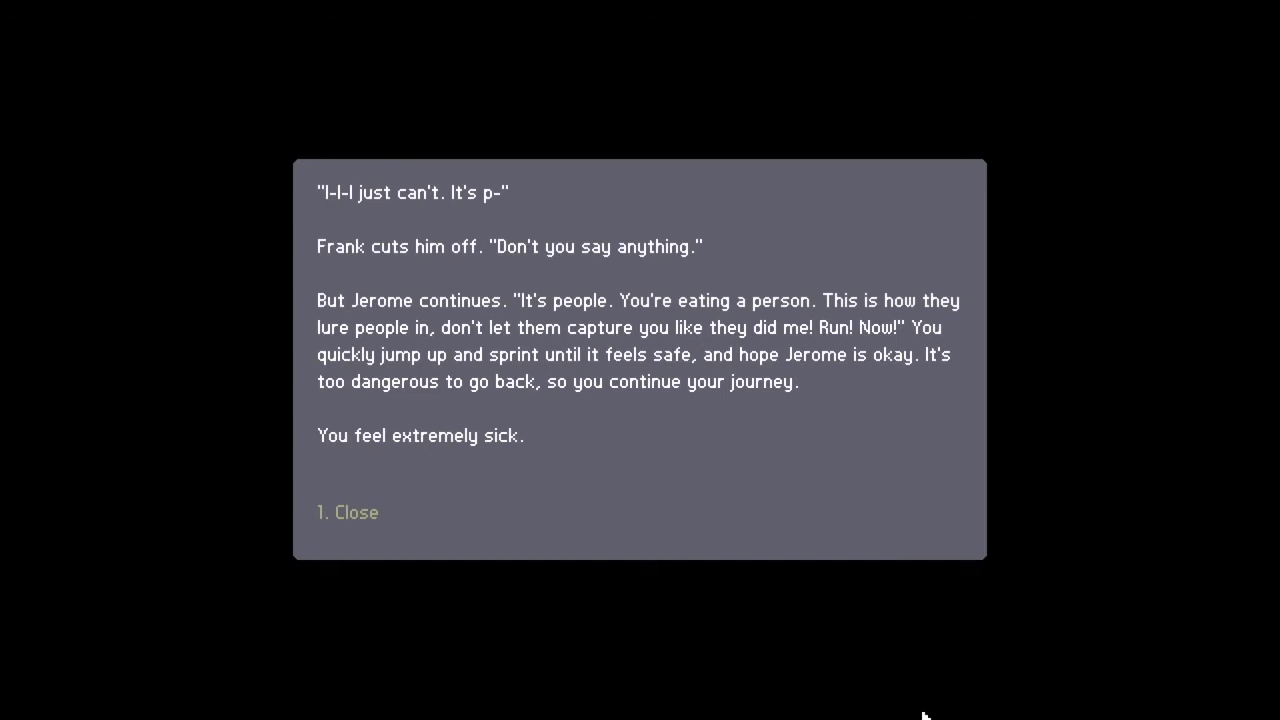 "I-I-I just can't. It's p-"
Frank cuts him off. "Don't you say anything."
But Jerome continues. "It's people. You're eating a person. This is how they
lure people in, don't let them capture you like they did me! Run! Now!" You
quickly jump up and sprint until it feels safe, and hope Jerome is okay. It's
too dangerous to go back, so you continue your journey.
You feel extremely sick.
1. Close